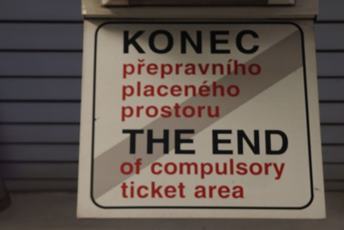 KONEC
přepravního
placeného
prostoru
THE END
of compulsory
ticket area